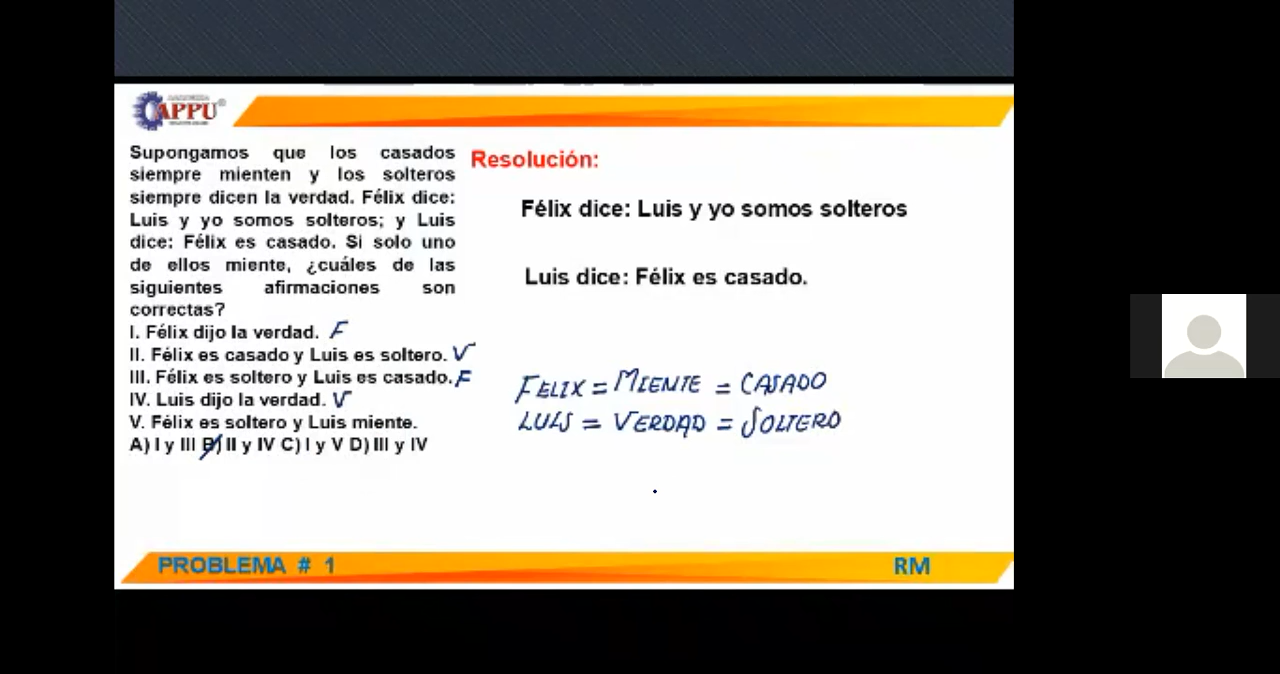 APPU
Supongamos que los casados
siempre mienten y los solteros
siempre dicen la verdad. Félix dice:
Luis y yo somos solteros; y Luis
dice: Félix es casado. Si solo uno
de ellos miente, ¿cuáles de las
siguientes afirmaciones son
correctas?
I. Félix dijo la verdad. F
II. Félix es casado y Luis es soltero. V
III. Félix es soltero y Luis es casado. F
IV. Luis dijo la verdad. V
V. Félix es soltero y Luis miente.
A) I y III B) II y IV C) I y V D) III y IV
Resolución:
Félix dice: Luis y yo somos solteros
Luis dice: Félix es casado.
FELIX = MIENTE = CASADO
LUIS = VERDAD = SOLTERO
PROBLEMA # 1
RM